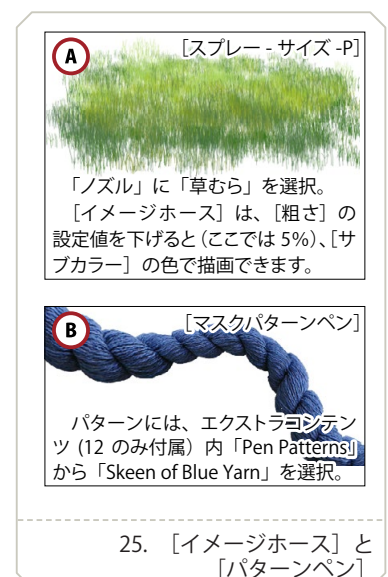 A
［スプレー - サイズ -P］
「ノズル」に「草むら」を選択。
［イメージホース］は、［粗さ］の
設定値を下げると（ここでは 5%）、［サ
ブカラー］の色で描画できます。
B
［マスクパターンペン］
パターンには、エクストラコンテン
ツ (12 のみ付属) 内「Pen Patterns」
から「Skeen of Blue Yarn」を選択。
25. ［イメージホース］と
［パターンペン］